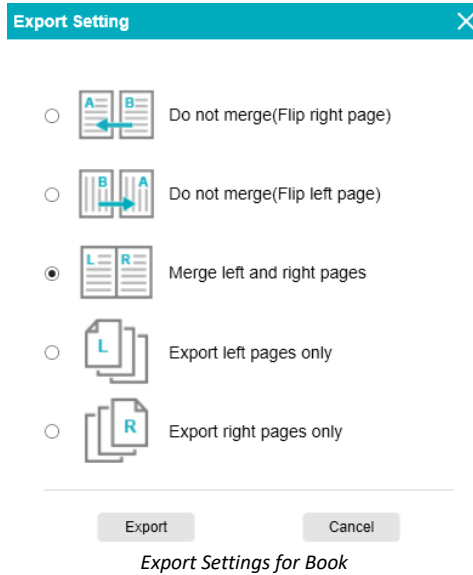 Export Setting
A B
Do not merge(Flip right page)
B A
Do not merge(Flip left page)
L R
Merge left and right pages
L
Export left pages only
R
Export right pages only
Export Cancel
Export Settings for Book